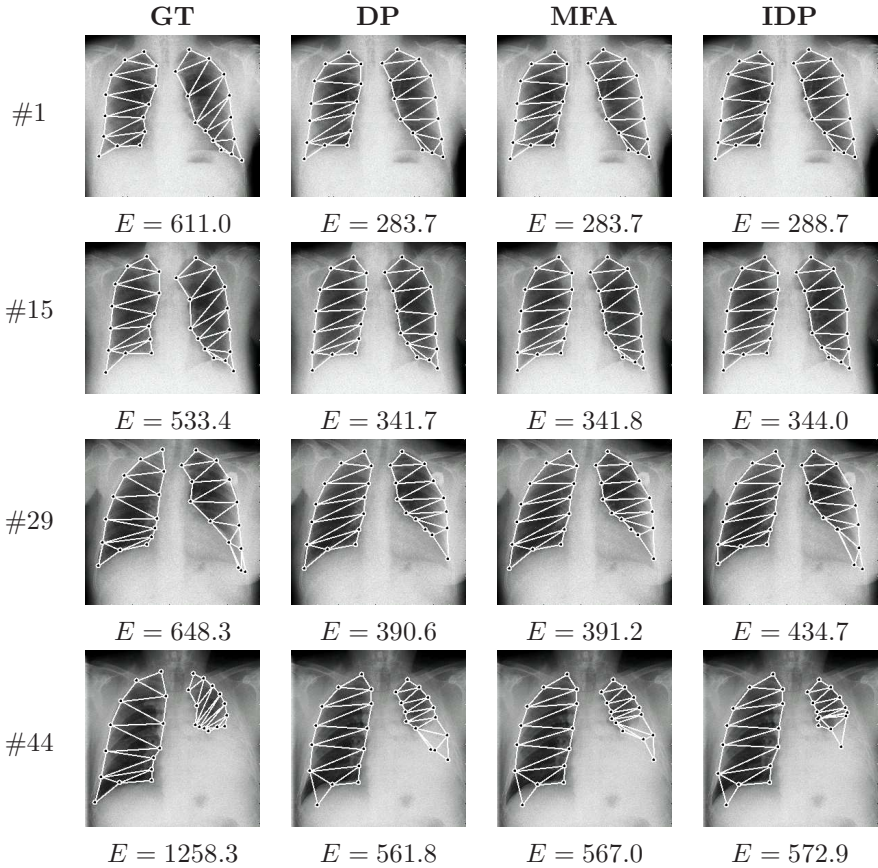 GT DP MFA IDP
#1
E = 611.0 E = 283.7 E = 283.7 E = 288.7
#15
E = 533.4 E = 341.7 E = 341.8 E = 344.0
#29
E = 648.3 E = 390.6 E = 391.2 E = 434.7
#44
E = 1258.3 E = 561.8 E = 567.0 E = 572.9